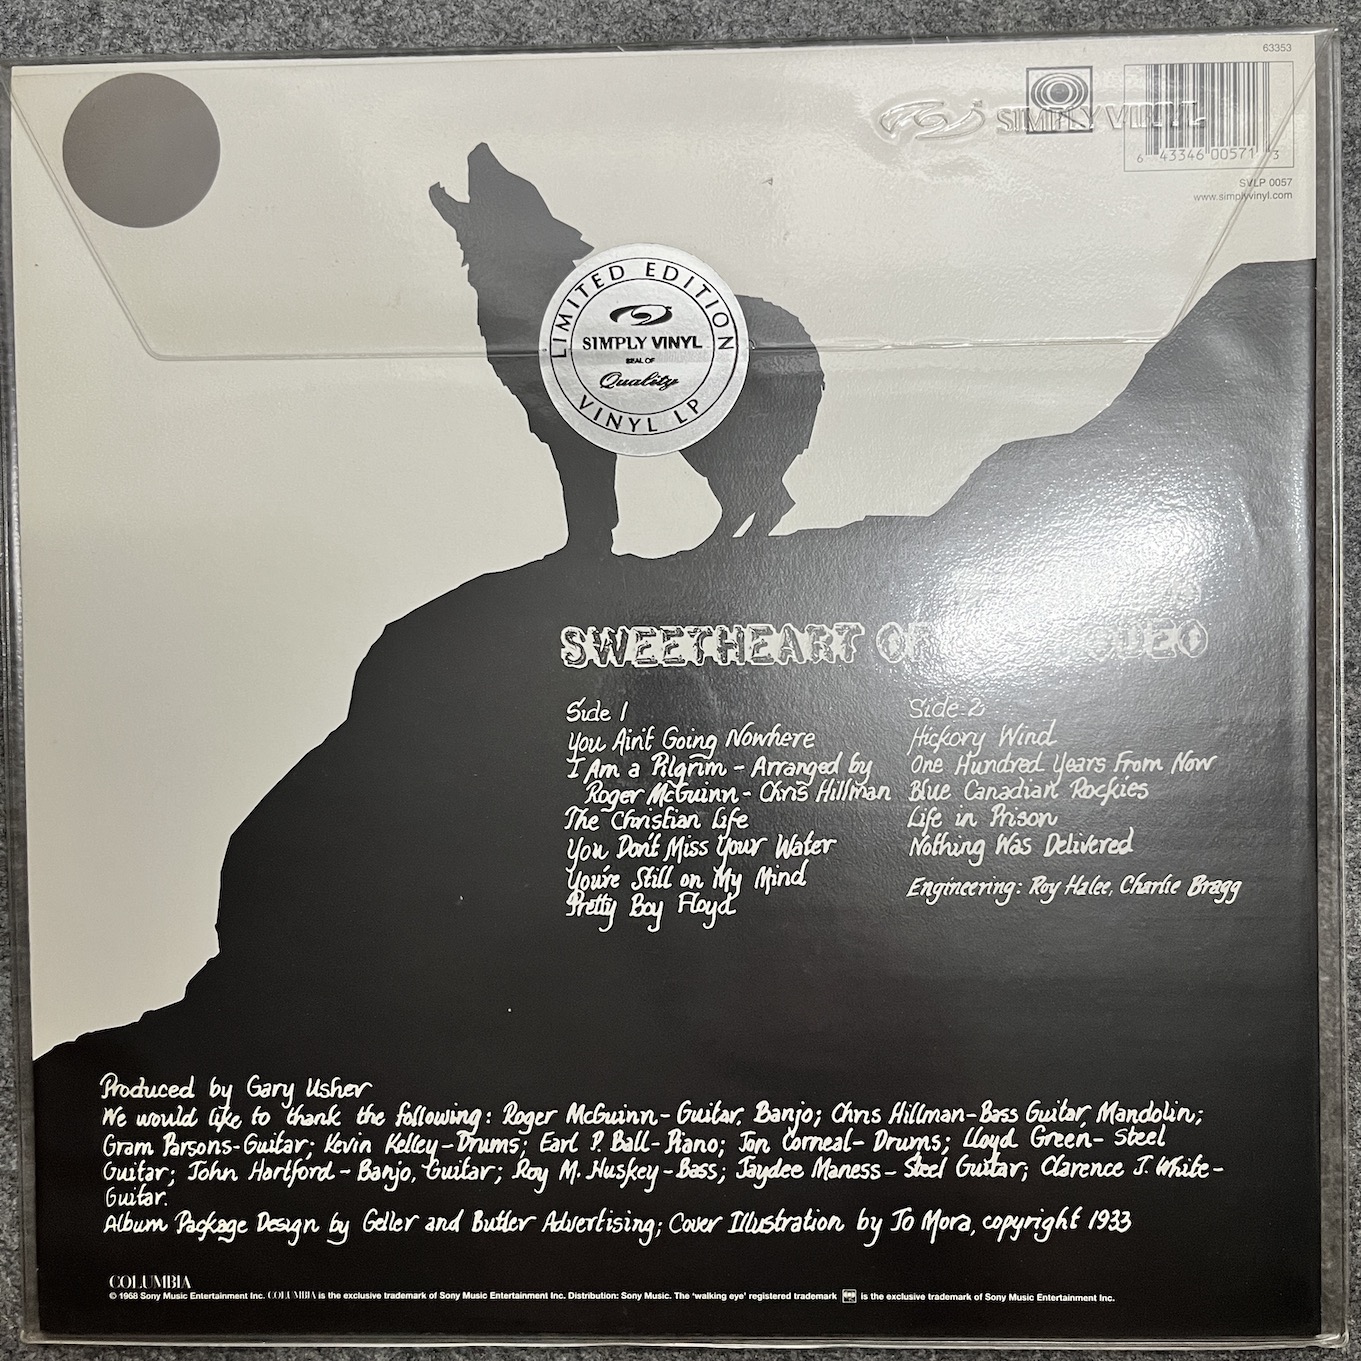 63353
SIMPLY VINYL
6 43346 00571 3
SVLP 0057
www.simplyvinyl.com
LIMITED EDITION
SIMPLY VINYL
SEAL OF
Quality
VINYL LP
SWEETHEART OF
Side 1
You Ain't Going Nowhere
I Am a Pilgrim - Arranged by
Roger McGuinn - Chris Hillman
The Christian Life
You Don't Miss Your Water
You're Still on My Mind
Pretty Boy Floyd
Side 2
Hickory Wind
One Hundred Years From Now
Blue Canadian Rockies
Life in Prison
Nothing Was Delivered
Engineering: Roy Halee, Charlie Bragg
Produced by Gary Usher
We would like to thank the following: Roger McGuinn - Guitar, Banjo; Chris Hillman - Bass Guitar, Mandolin;
Gram Parsons - Guitar; Kevin Kelley - Drums; Earl P. Ball - Piano; Jon Corneal - Drums; Lloyd Green - Steel
Guitar; John Hartford - Banjo, Guitar; Roy M. Huskey - Bass; Jaydee Maness - Steel Guitar; Clarence J. White -
Guitar.
Album Package Design by Geller and Butler Advertising; Cover Illustration by Jo Mora, copyright 1933
COLUMBIA
© 1968 Sony Music Entertainment Inc. COLUMBIA is the exclusive trademark of Sony Music Entertainment Inc. Distribution: Sony Music. The 'walking eye' registered trademark is the exclusive trademark of Sony Music Entertainment Inc.